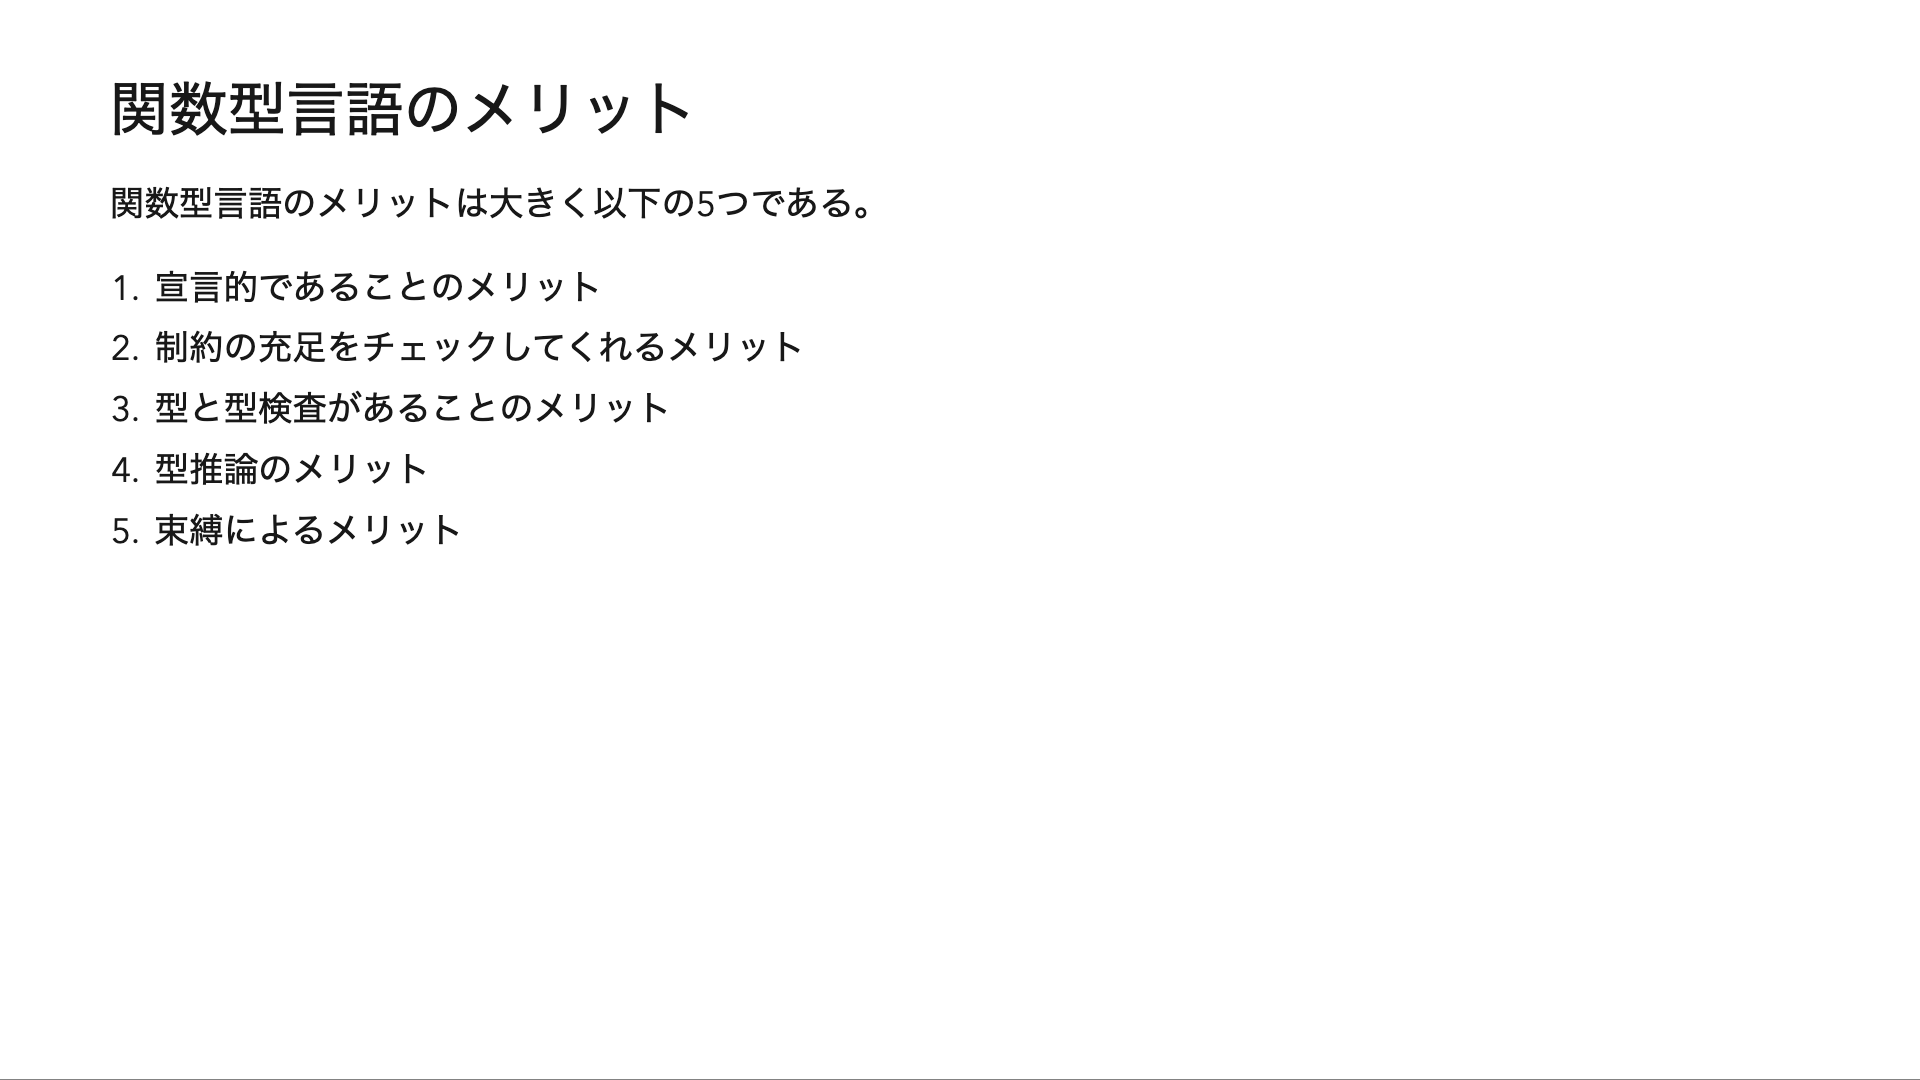 関数型言語のメリット
関数型言語のメリットは大きく以下の5つである。
1. 宣言的であることのメリット
2. 制約の充足をチェックしてくれるメリット
3. 型と型検査があることのメリット
4. 型推論のメリット
5. 束縛によるメリット